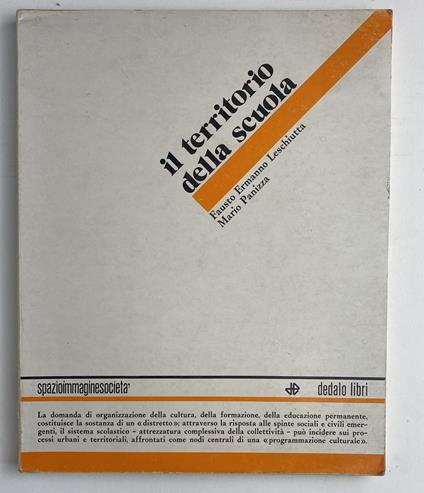 il territorio
della scuola
Fausto Ermanno Leschiutta
Mario Panizza
spazioimmaginesocietà
dedalo libri
La domanda di organizzazione della cultura, della formazione, della educazione permanente,
costituisce la sostanza di un «distretto»; attraverso la risposta alle spinte sociali e civili emer-
genti, il sistema scolastico - attrezzatura complessiva della collettività - può incidere sui pro-
cessi urbani e territoriali, affrontati come nodi centrali di una «programmazione culturale».